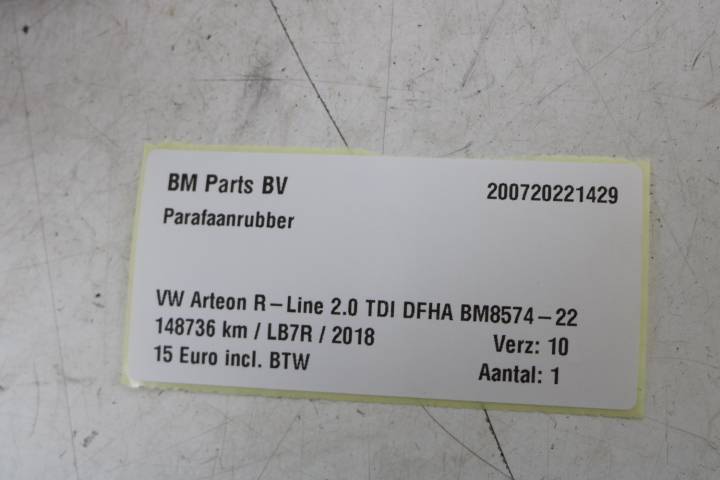 BM Parts BV 200720221429
Parafaanrubber
VW Arteon R-Line 2.0 TDI DFHA BM8574-22
148736 km / LB7R / 2018 Verz: 10
15 Euro incl. BTW Aantal: 1